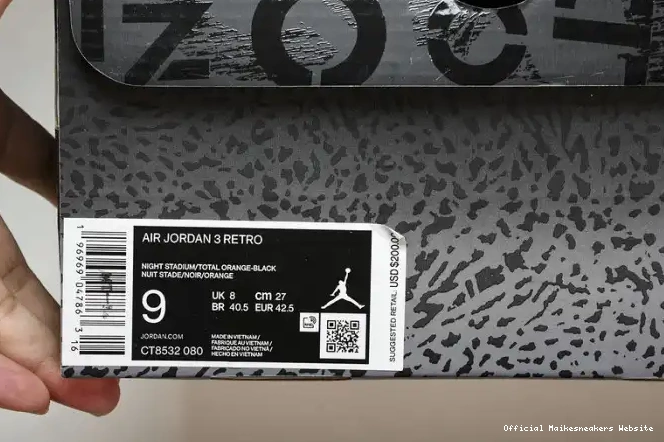 AIR JORDAN 3 RETRO
NIGHT STADIUM/TOTAL ORANGE-BLACK
NUIT STADE/NOIR/ORANGE
9
UK 8 cm 27
BR 40.5 EUR 42.5
JORDAN.COM
CT8532 080
MADE IN VIETNAM/
FABRIQUÉ AU VIETNAM/
FABRICADO NO VIETNÃ/
HECHO EN VIETNAM
1 96969 04786 3 16
SUGGESTED RETAIL: USD $200.00
Official Maikesneakers Website